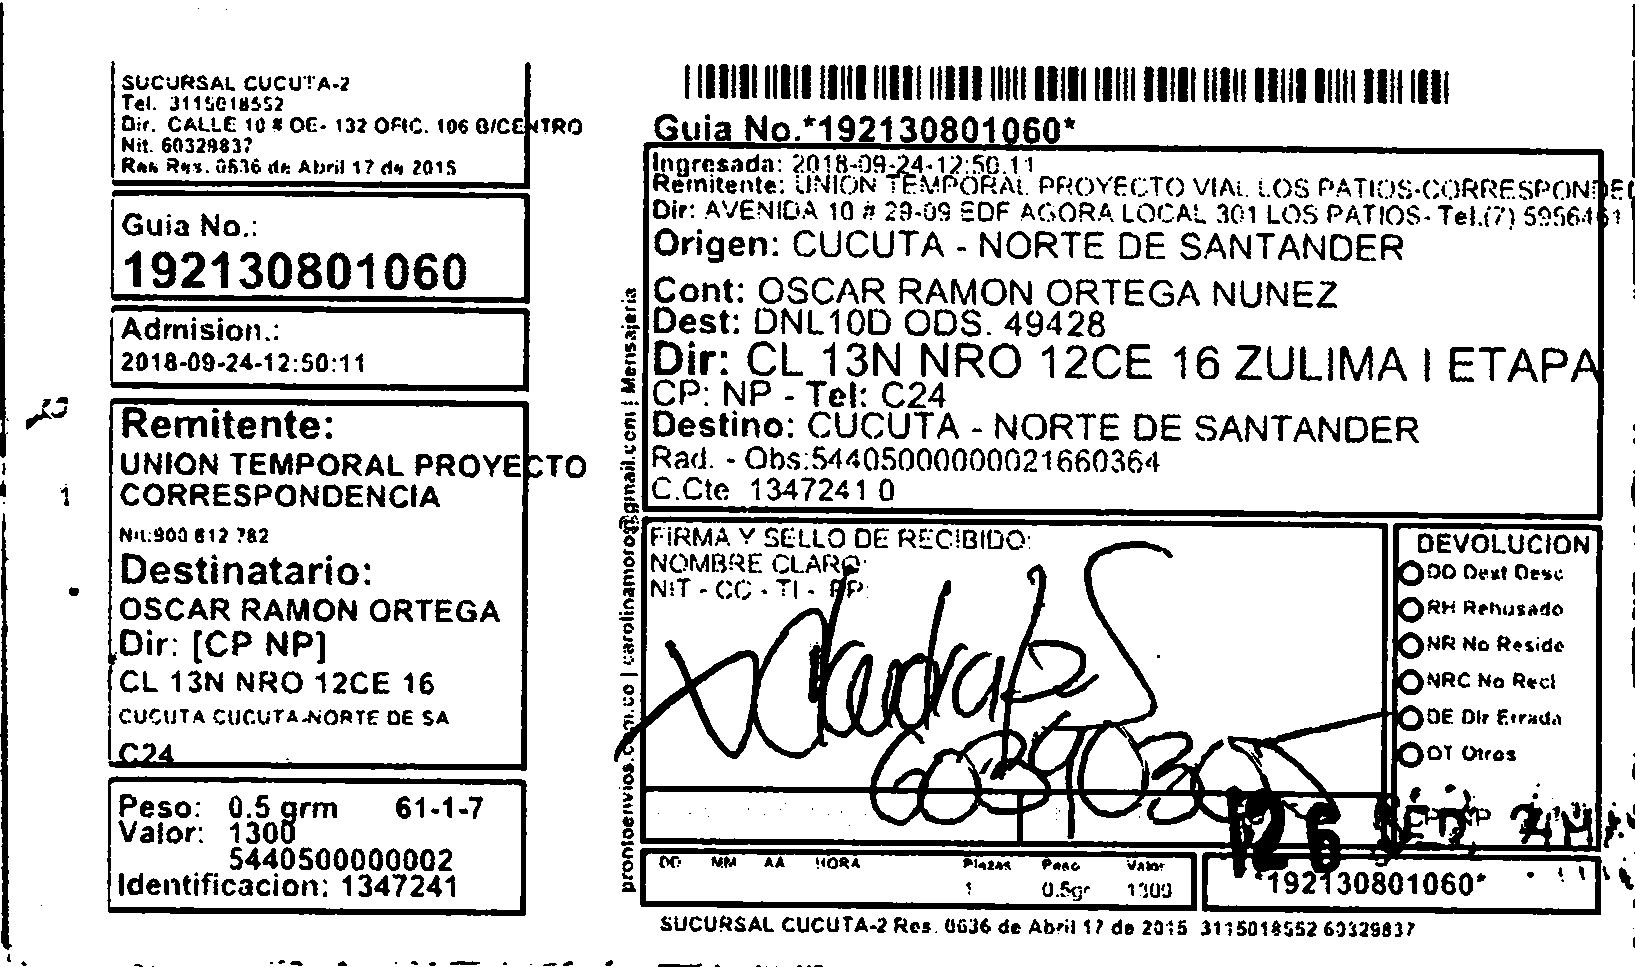 SUCURSAL CUCUTA-2
Tel. 3115018552
Dir. CALLE 10 # OE- 132 OFIC. 106 B/CENTRO
Nit. 60329837
Res. 0636 de Abril 17 de 2015
Guia No.:
192130801060
Admision.:
2018-09-24-12:50:11
Remitente:
UNION TEMPORAL PROYECTO
CORRESPONDENCIA
Nit:900 612 782
Destinatario:
OSCAR RAMON ORTEGA
Dir: [CP NP]
CL 13N NRO 12CE 16
CUCUTA CUCUTA-NORTE DE SA
C24
Peso: 0.5 grm 61-1-7
Valor: 1300
5440500000002
Identificacion: 1347241
prontoenvios.com.co | carolinamoro@gmail.com | Mensajeria
Guia No.*192130801060*
Ingresada: 2018-09-24-12:50.11
Remitente: UNION TEMPORAL PROYECTO VIAL LOS PATIOS-CORRESPONDE
Dir: AVENIDA 10 # 29-09 EDF AGORA LOCAL 301 LOS PATIOS- Tel.(7) 5956461
Origen: CUCUTA - NORTE DE SANTANDER
Cont: OSCAR RAMON ORTEGA NUNEZ
Dest: DNL10D ODS. 49428
Dir: CL 13N NRO 12CE 16 ZULIMA I ETAPA
CP: NP - Tel: C24
Destino: CUCUTA - NORTE DE SANTANDER
Rad. - Obs:544050000000021660364
C.Cte 1347241 0
FIRMA Y SELLO DE RECIBIDO:
NOMBRE CLARO:
NIT - CC - TI - PP:
DEVOLUCION
DD Dest Desc
RH Rehusado
NR No Reside
NRC No Recl
DE Dir Errada
OT Otros
26 SET.
DD MM AA HORA Piezas Peso Valor
1 0.5gr 1300
*192130801060*
SUCURSAL CUCUTA-2 Res. 0636 de Abril 17 de 2015 3115018552 60329837